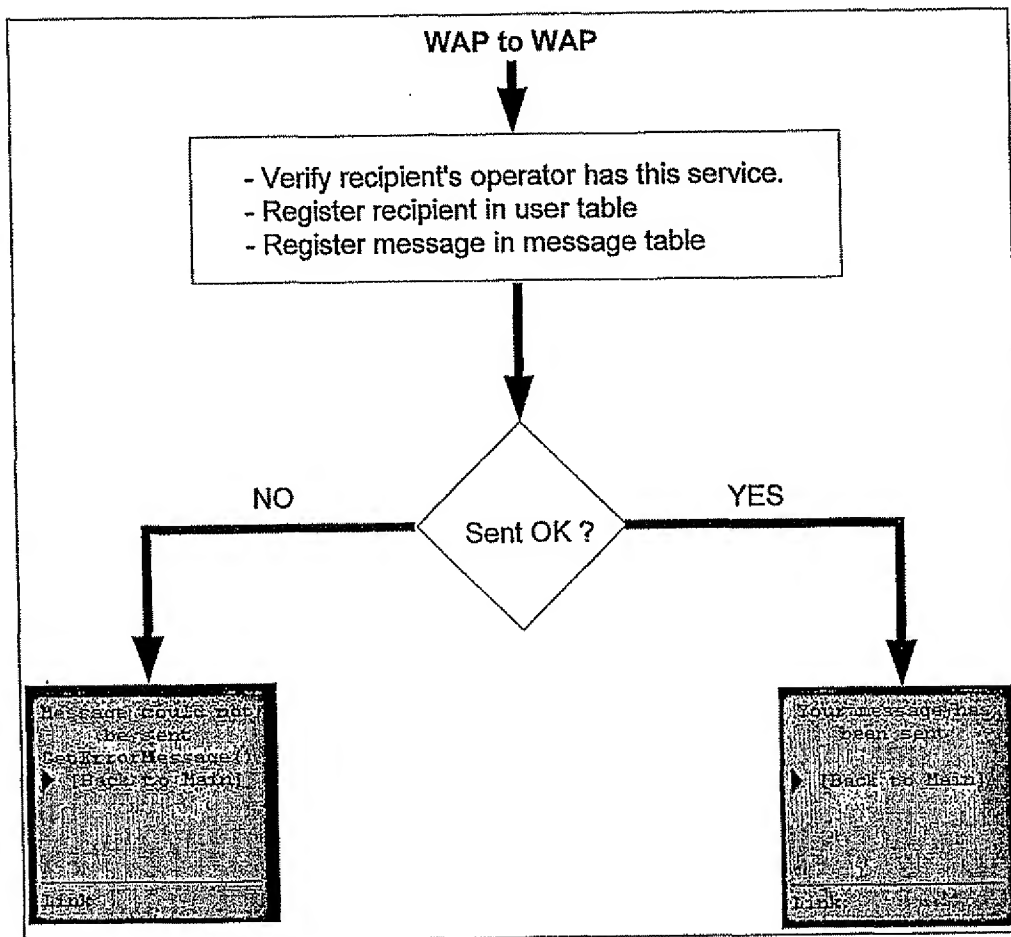 WAP to WAP
- Verify recipient's operator has this service.
- Register recipient in user table
- Register message in message table
NO
YES
Sent OK ?
Message could not
be sent
GetErrorMessage()
[Back to Main]
Link
Your message has
been sent
[Back to Main]
Link